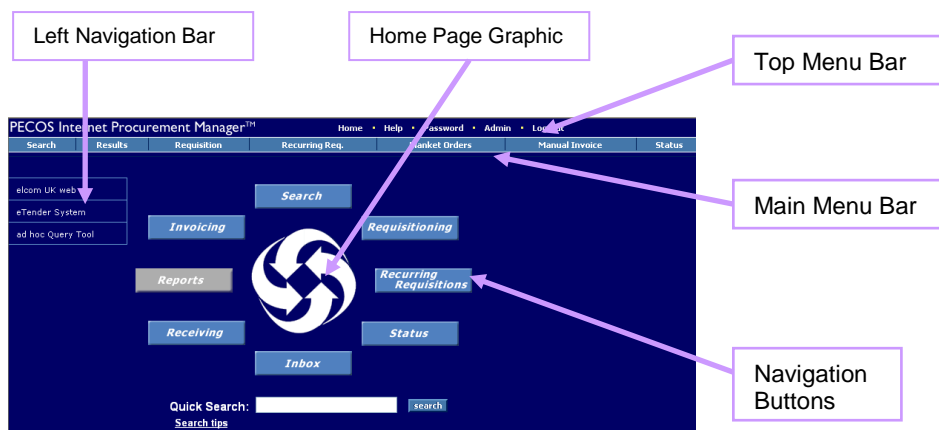 Left Navigation Bar
Home Page Graphic
Top Menu Bar
PECOS Internet Procurement Manager™
Home • Help • Password • Admin • Logout
Search Results Requisition Recurring Req. Blanket Orders Manual Invoice Status
Main Menu Bar
elcom UK web
eTender System
ad hoc Query Tool
Search
Invoicing
Requisitioning
Reports
Recurring
Requisitions
Receiving
Status
Inbox
Navigation
Buttons
Quick Search:
search
Search tips